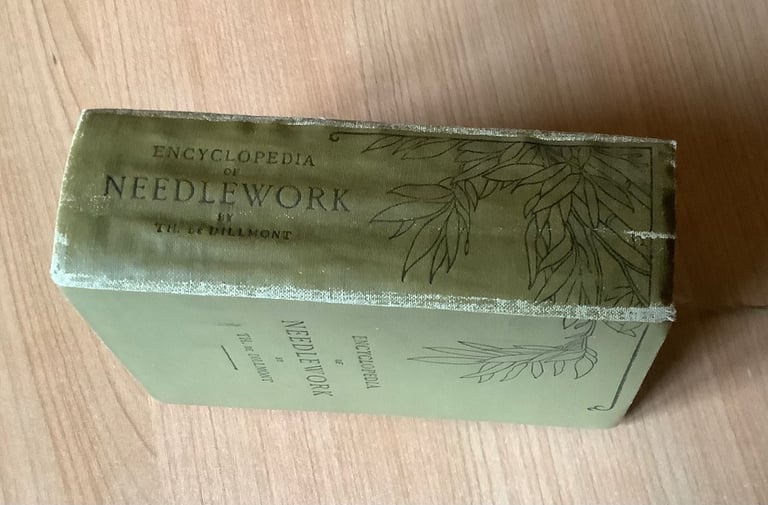 ENCYCLOPEDIA
OF
NEEDLEWORK
BY
TH. DE DILLMONT
ENCYCLOPEDIA
OF
NEEDLEWORK
BY
TH. DE DILLMONT